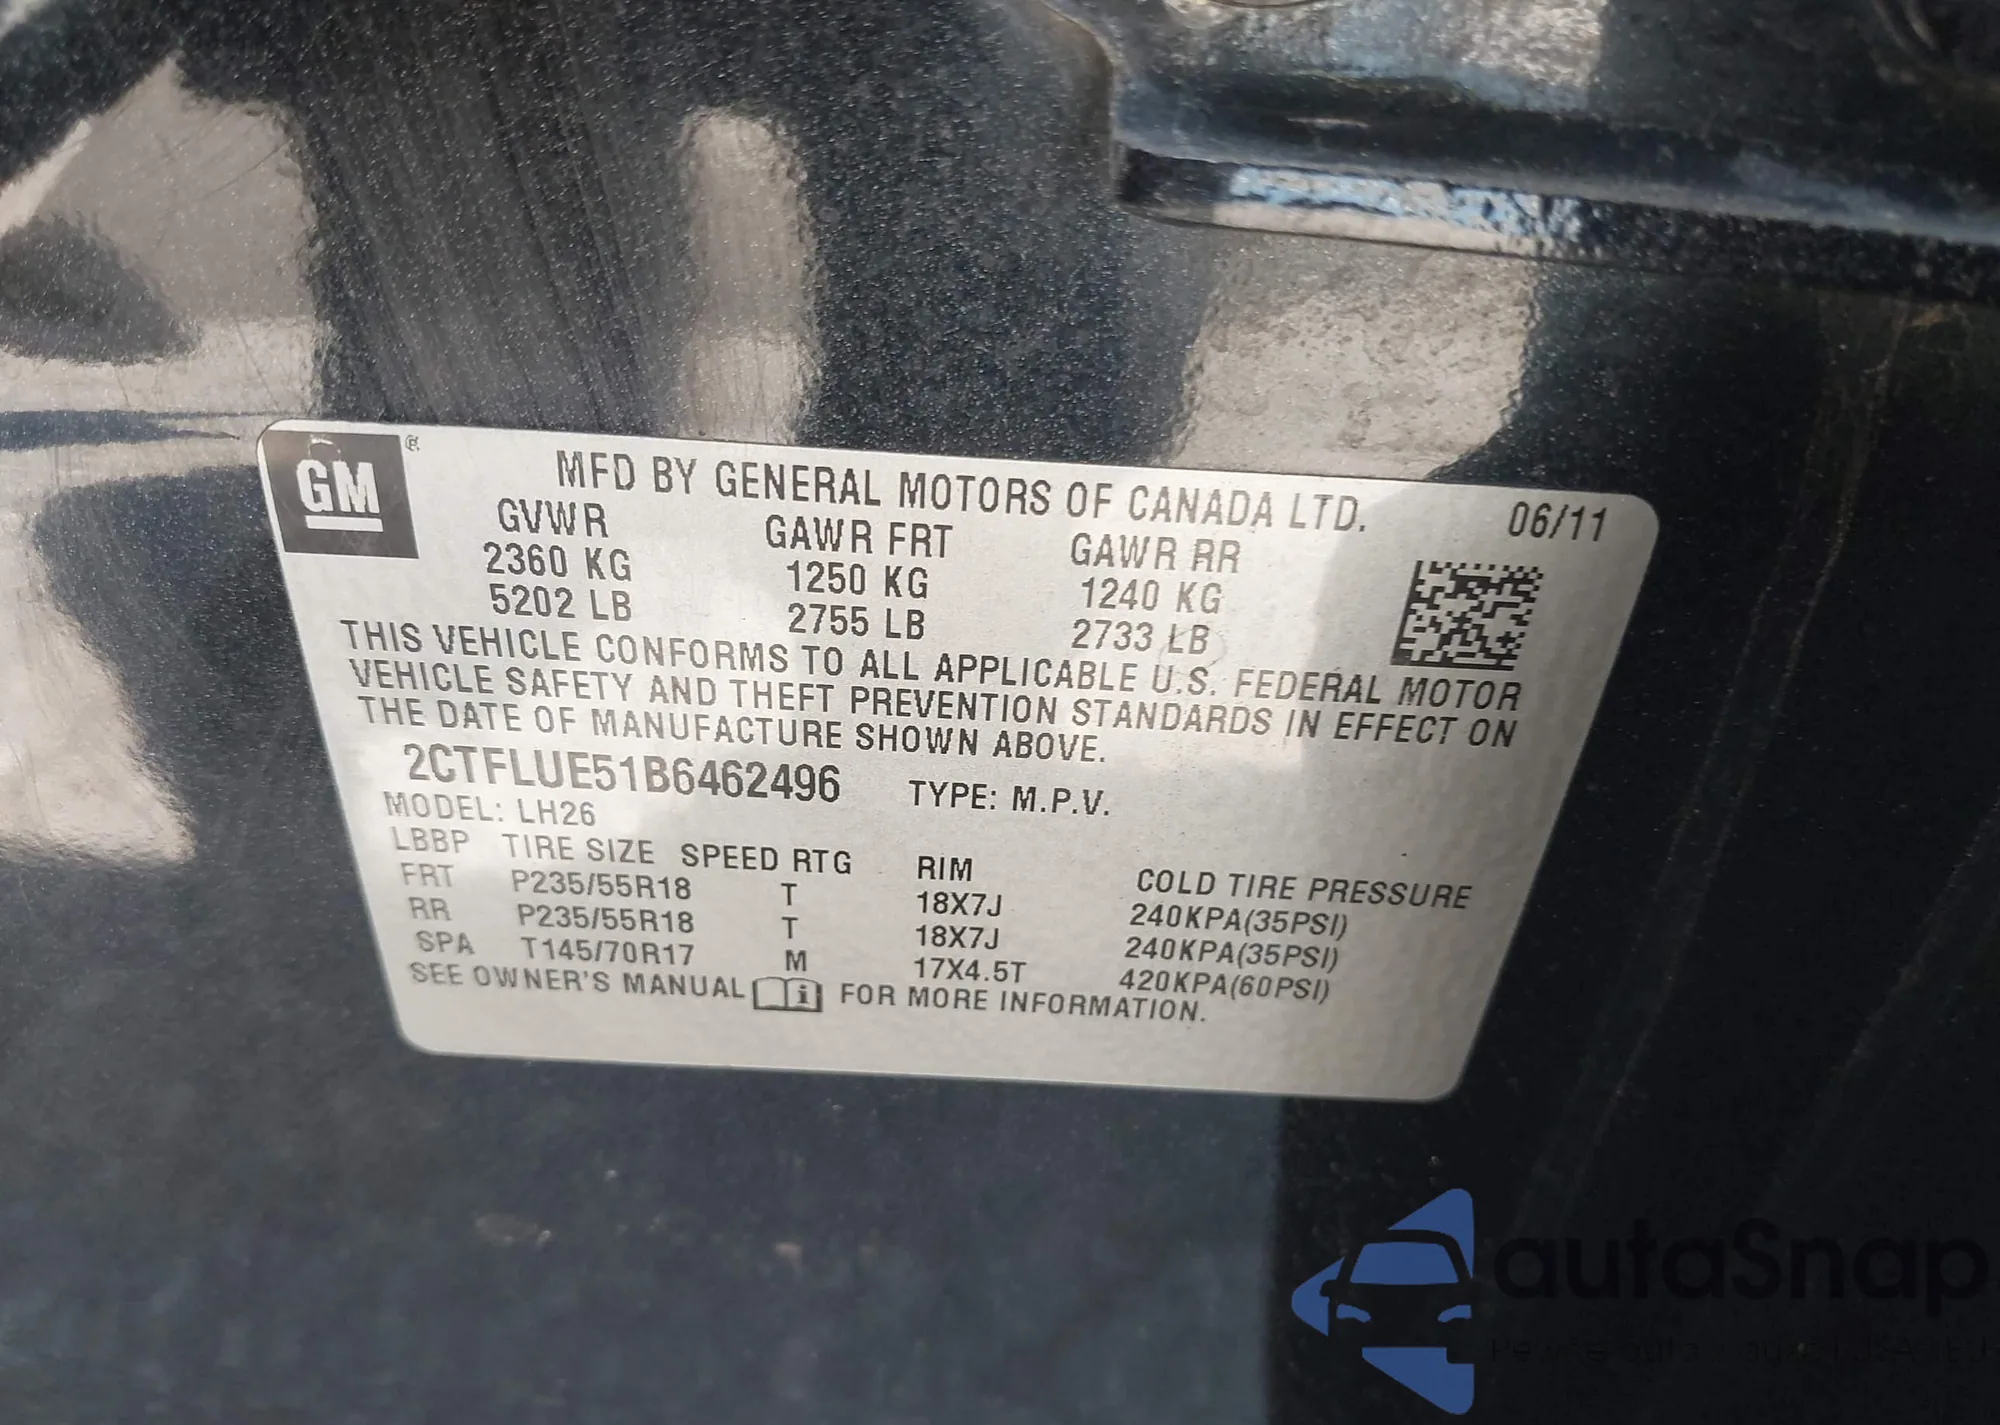 GM ®
MFD BY GENERAL MOTORS OF CANADA LTD. 06/11
GVWR GAWR FRT GAWR RR
2360 KG 1250 KG 1240 KG
5202 LB 2755 LB 2733 LB
THIS VEHICLE CONFORMS TO ALL APPLICABLE U.S. FEDERAL MOTOR
VEHICLE SAFETY AND THEFT PREVENTION STANDARDS IN EFFECT ON
THE DATE OF MANUFACTURE SHOWN ABOVE.
2CTFLUE51B6462496 TYPE: M.P.V.
MODEL: LH26
LBBP TIRE SIZE SPEED RTG RIM COLD TIRE PRESSURE
FRT P235/55R18 T 18X7J 240KPA(35PSI)
RR P235/55R18 T 18X7J 240KPA(35PSI)
SPA T145/70R17 M 17X4.5T 420KPA(60PSI)
SEE OWNER'S MANUAL i FOR MORE INFORMATION.
autaSnap